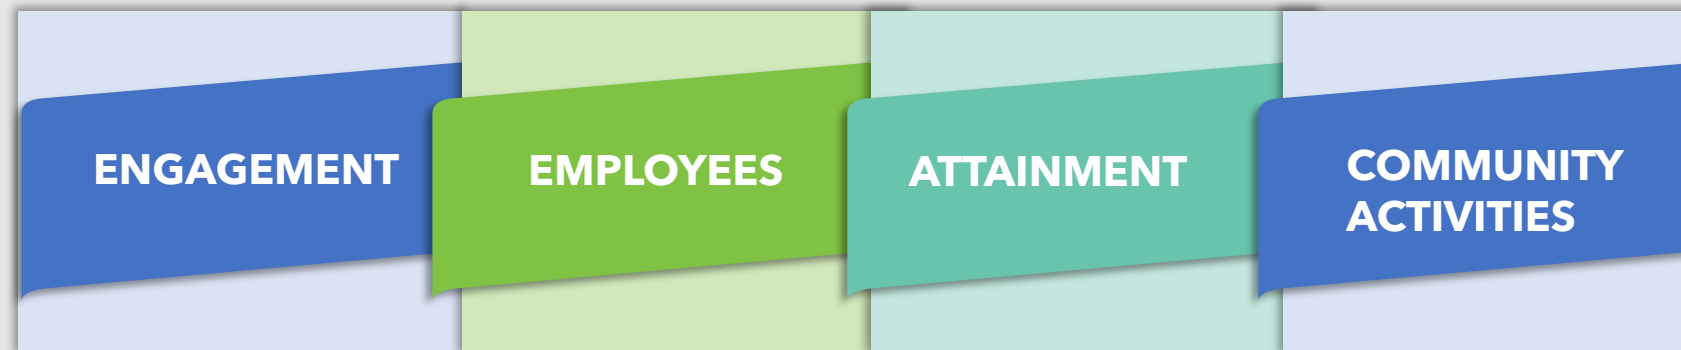 ENGAGEMENT
EMPLOYEES
ATTAINMENT
COMMUNITY
ACTIVITIES